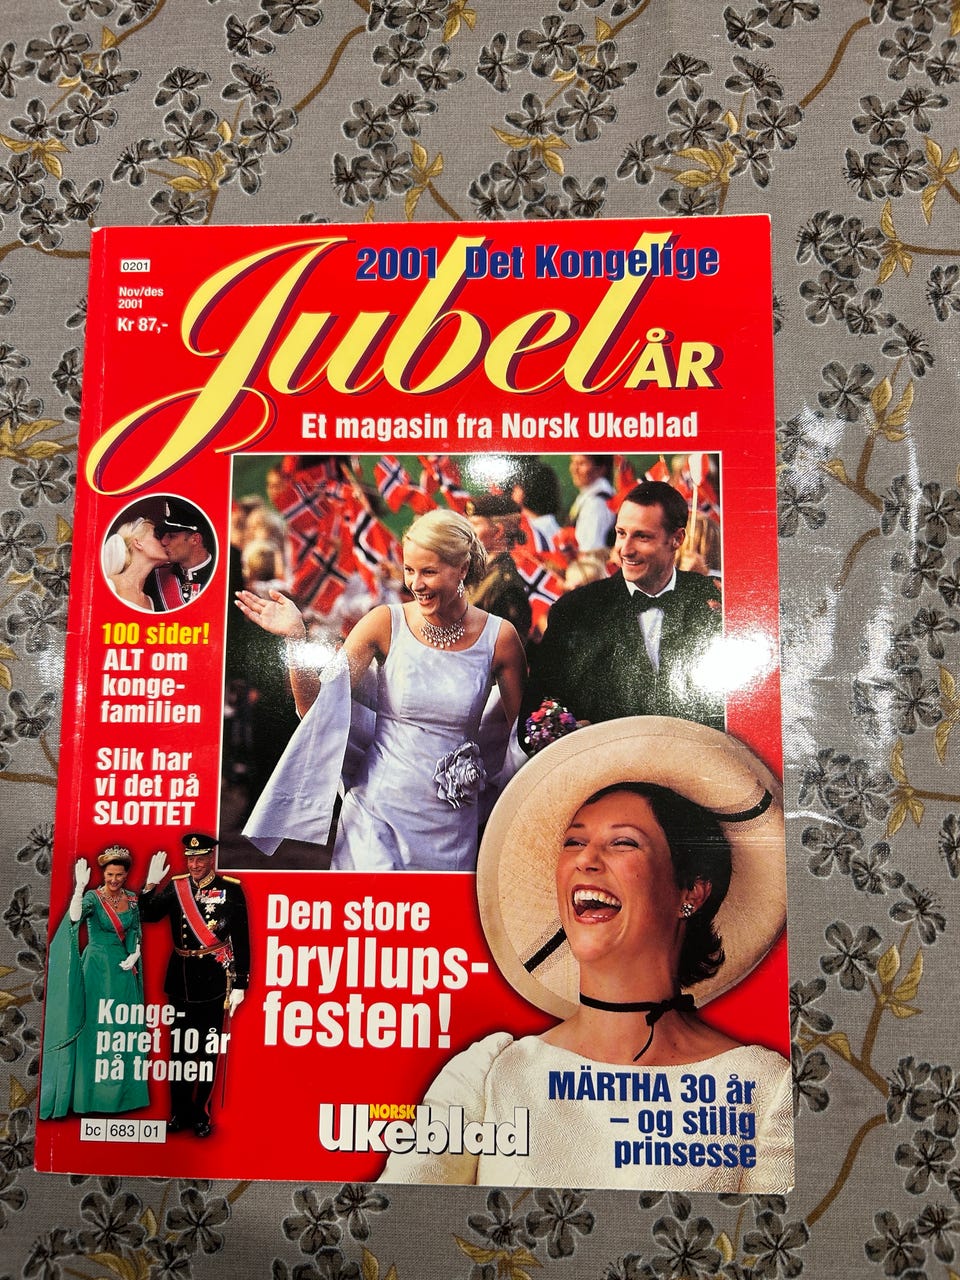 0201
Nov/des
2001
Kr 87,-
2001 Det Kongelige
Jubel ÅR
Et magasin fra Norsk Ukeblad
100 sider!
ALT om
konge-
familien
Slik har
vi det på
SLOTTET
Den store
bryllups-
festen!
Konge-
paret 10 år
på tronen
bc 683 01
NORSK
Ukeblad
MÄRTHA 30 år
– og stilig
prinsesse